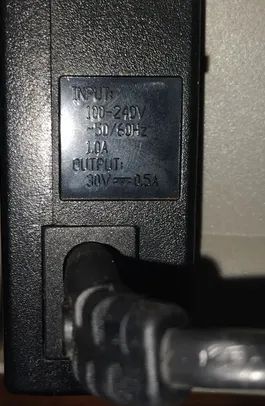 INPUT:
100-240V
~50/60Hz
1.0A
OUTPUT:
30V⎓0.5A